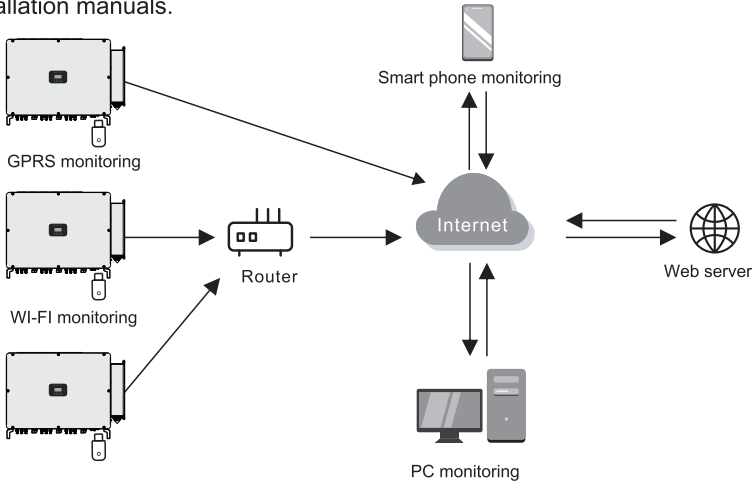 allation manuals.
Smart phone monitoring
GPRS monitoring
Internet
Router
Web server
WI-FI monitoring
PC monitoring